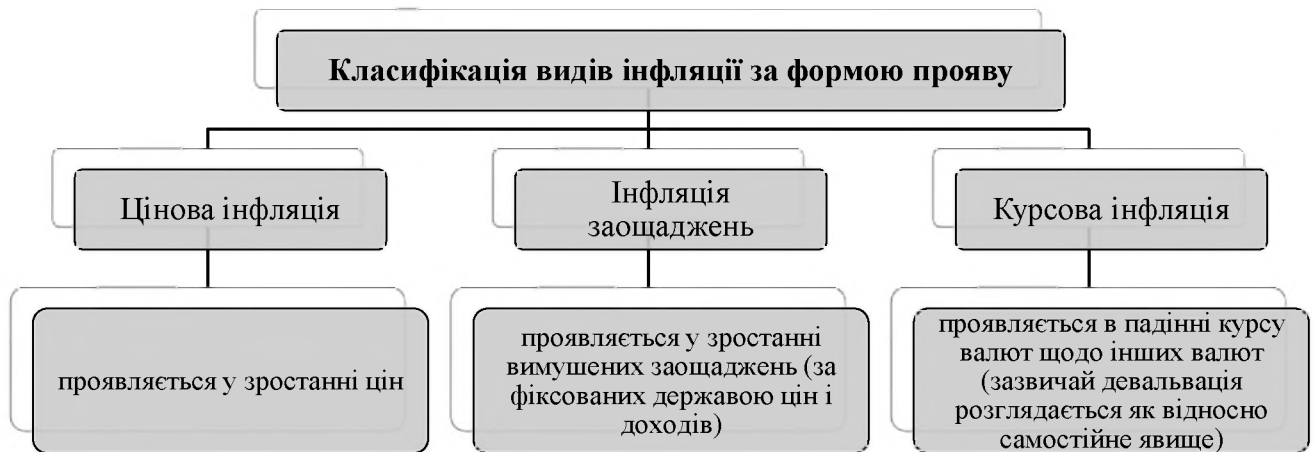 Класифікація видів інфляції за формою прояву
Цінова інфляція
Інфляція
заощаджень
Курсова інфляція
проявляється у зростанні цін
проявляється у зростанні
вимушених заощаджень (за
фіксованих державою цін і
доходів)
проявляється в падінні курсу
валют щодо інших валют
(зазвичай девальвація
розглядається як відносно
самостійне явище)